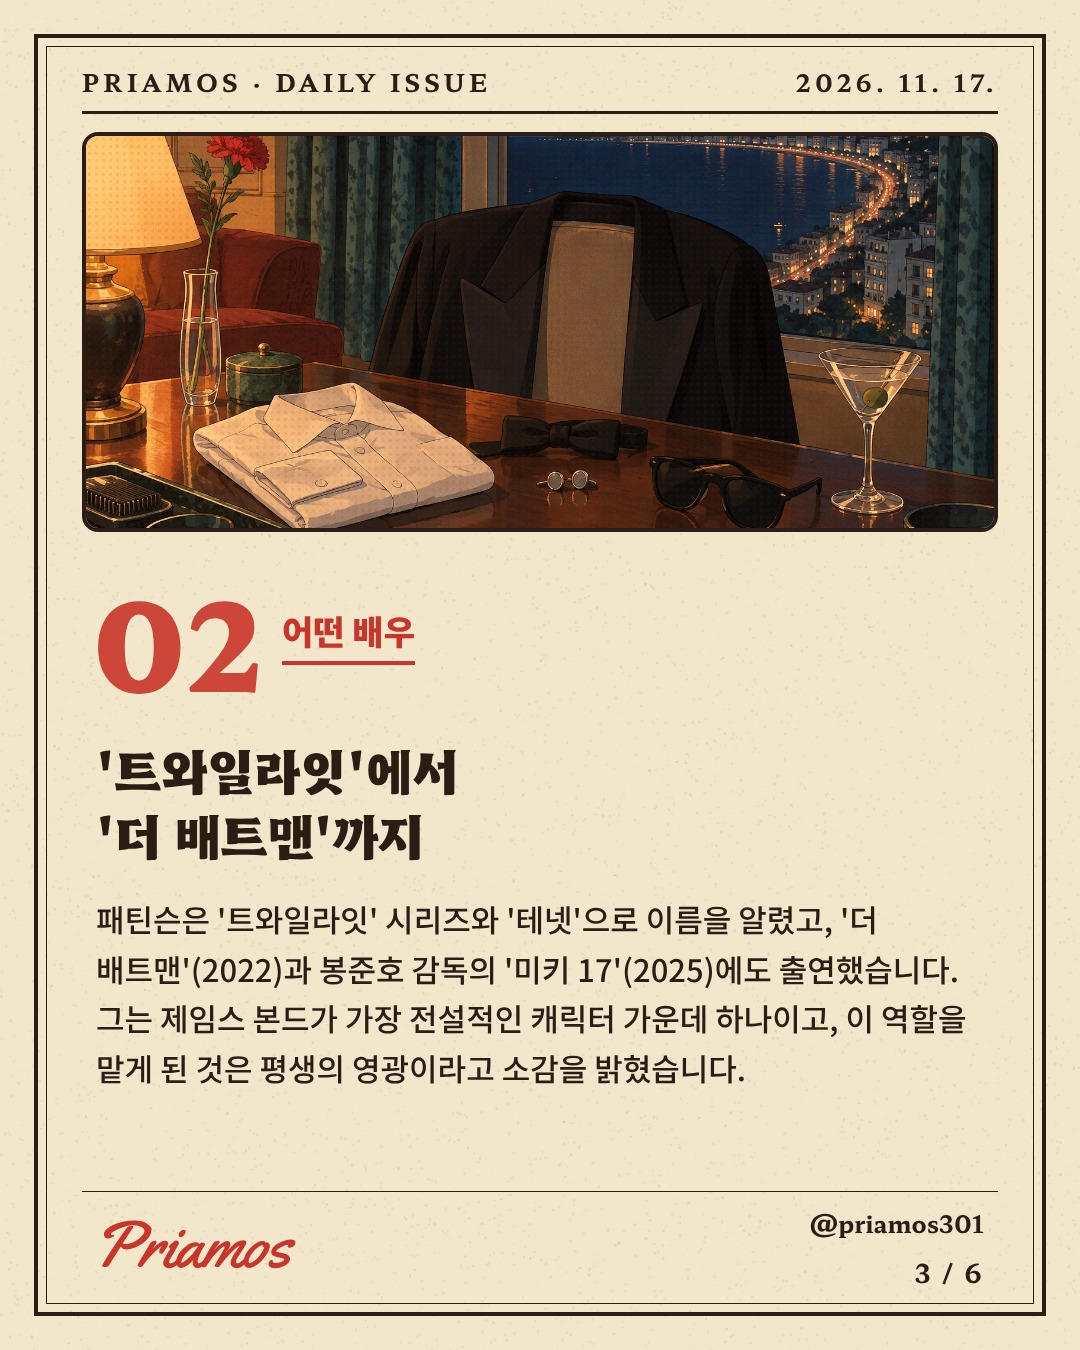 PRIAMOS · DAILY ISSUE
2026. 11. 17.
02
어떤 배우
'트와일라잇'에서
'더 배트맨'까지
패틴슨은 '트와일라잇' 시리즈와 '테넷'으로 이름을 알렸고, '더
배트맨'(2022)과 봉준호 감독의 '미키 17'(2025)에도 출연했습니다.
그는 제임스 본드가 가장 전설적인 캐릭터 가운데 하나이고, 이 역할을
맡게 된 것은 평생의 영광이라고 소감을 밝혔습니다.
Priamos
@priamos301
3 / 6